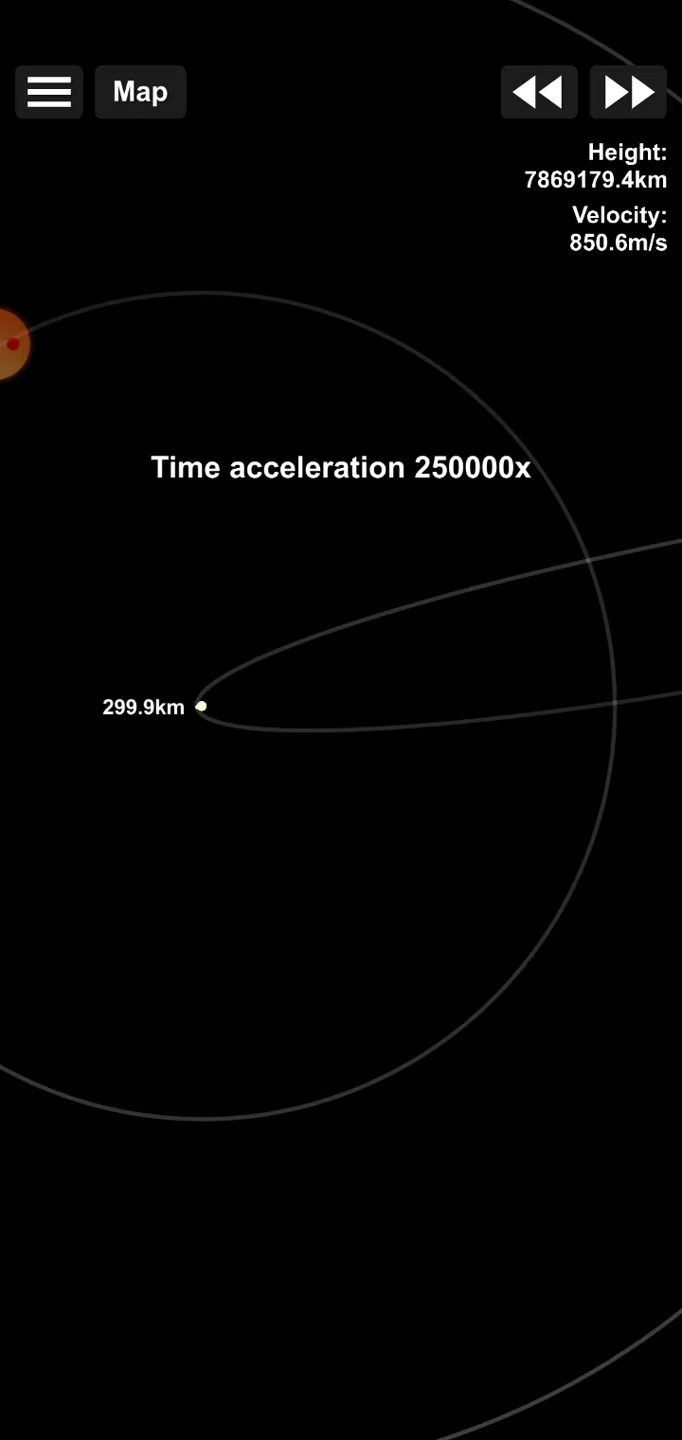 Map
Height:
7869179.4km
Velocity:
850.6m/s
Time acceleration 250000x
299.9km